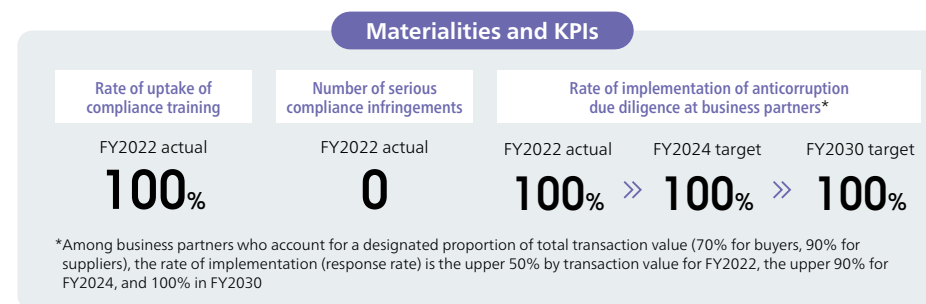 Materialities and KPIs
Rate of uptake of
compliance training
FY2022 actual
100%
Number of serious
compliance infringements
FY2022 actual
0
Rate of implementation of anticorruption
due diligence at business partners*
FY2022 actual
100%
»
FY2024 target
100%
»
FY2030 target
100%
*Among business partners who account for a designated proportion of total transaction value (70% for buyers, 90% for
suppliers), the rate of implementation (response rate) is the upper 50% by transaction value for FY2022, the upper 90% for
FY2024, and 100% in FY2030